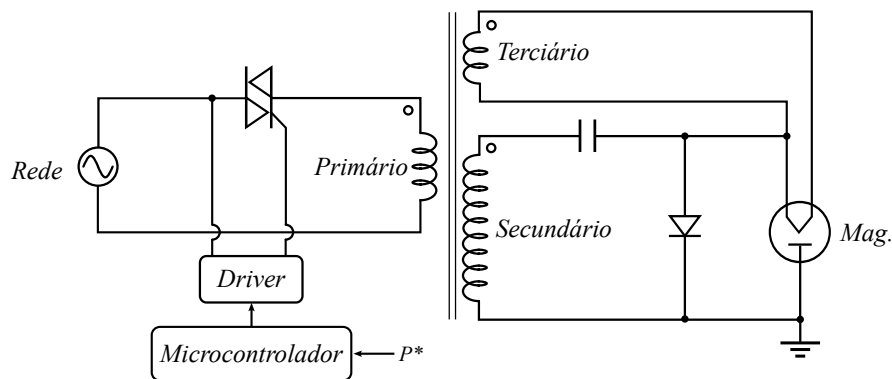 Terciário
Rede
Primário
Secundário
Mag.
Driver
Microcontrolador
P*